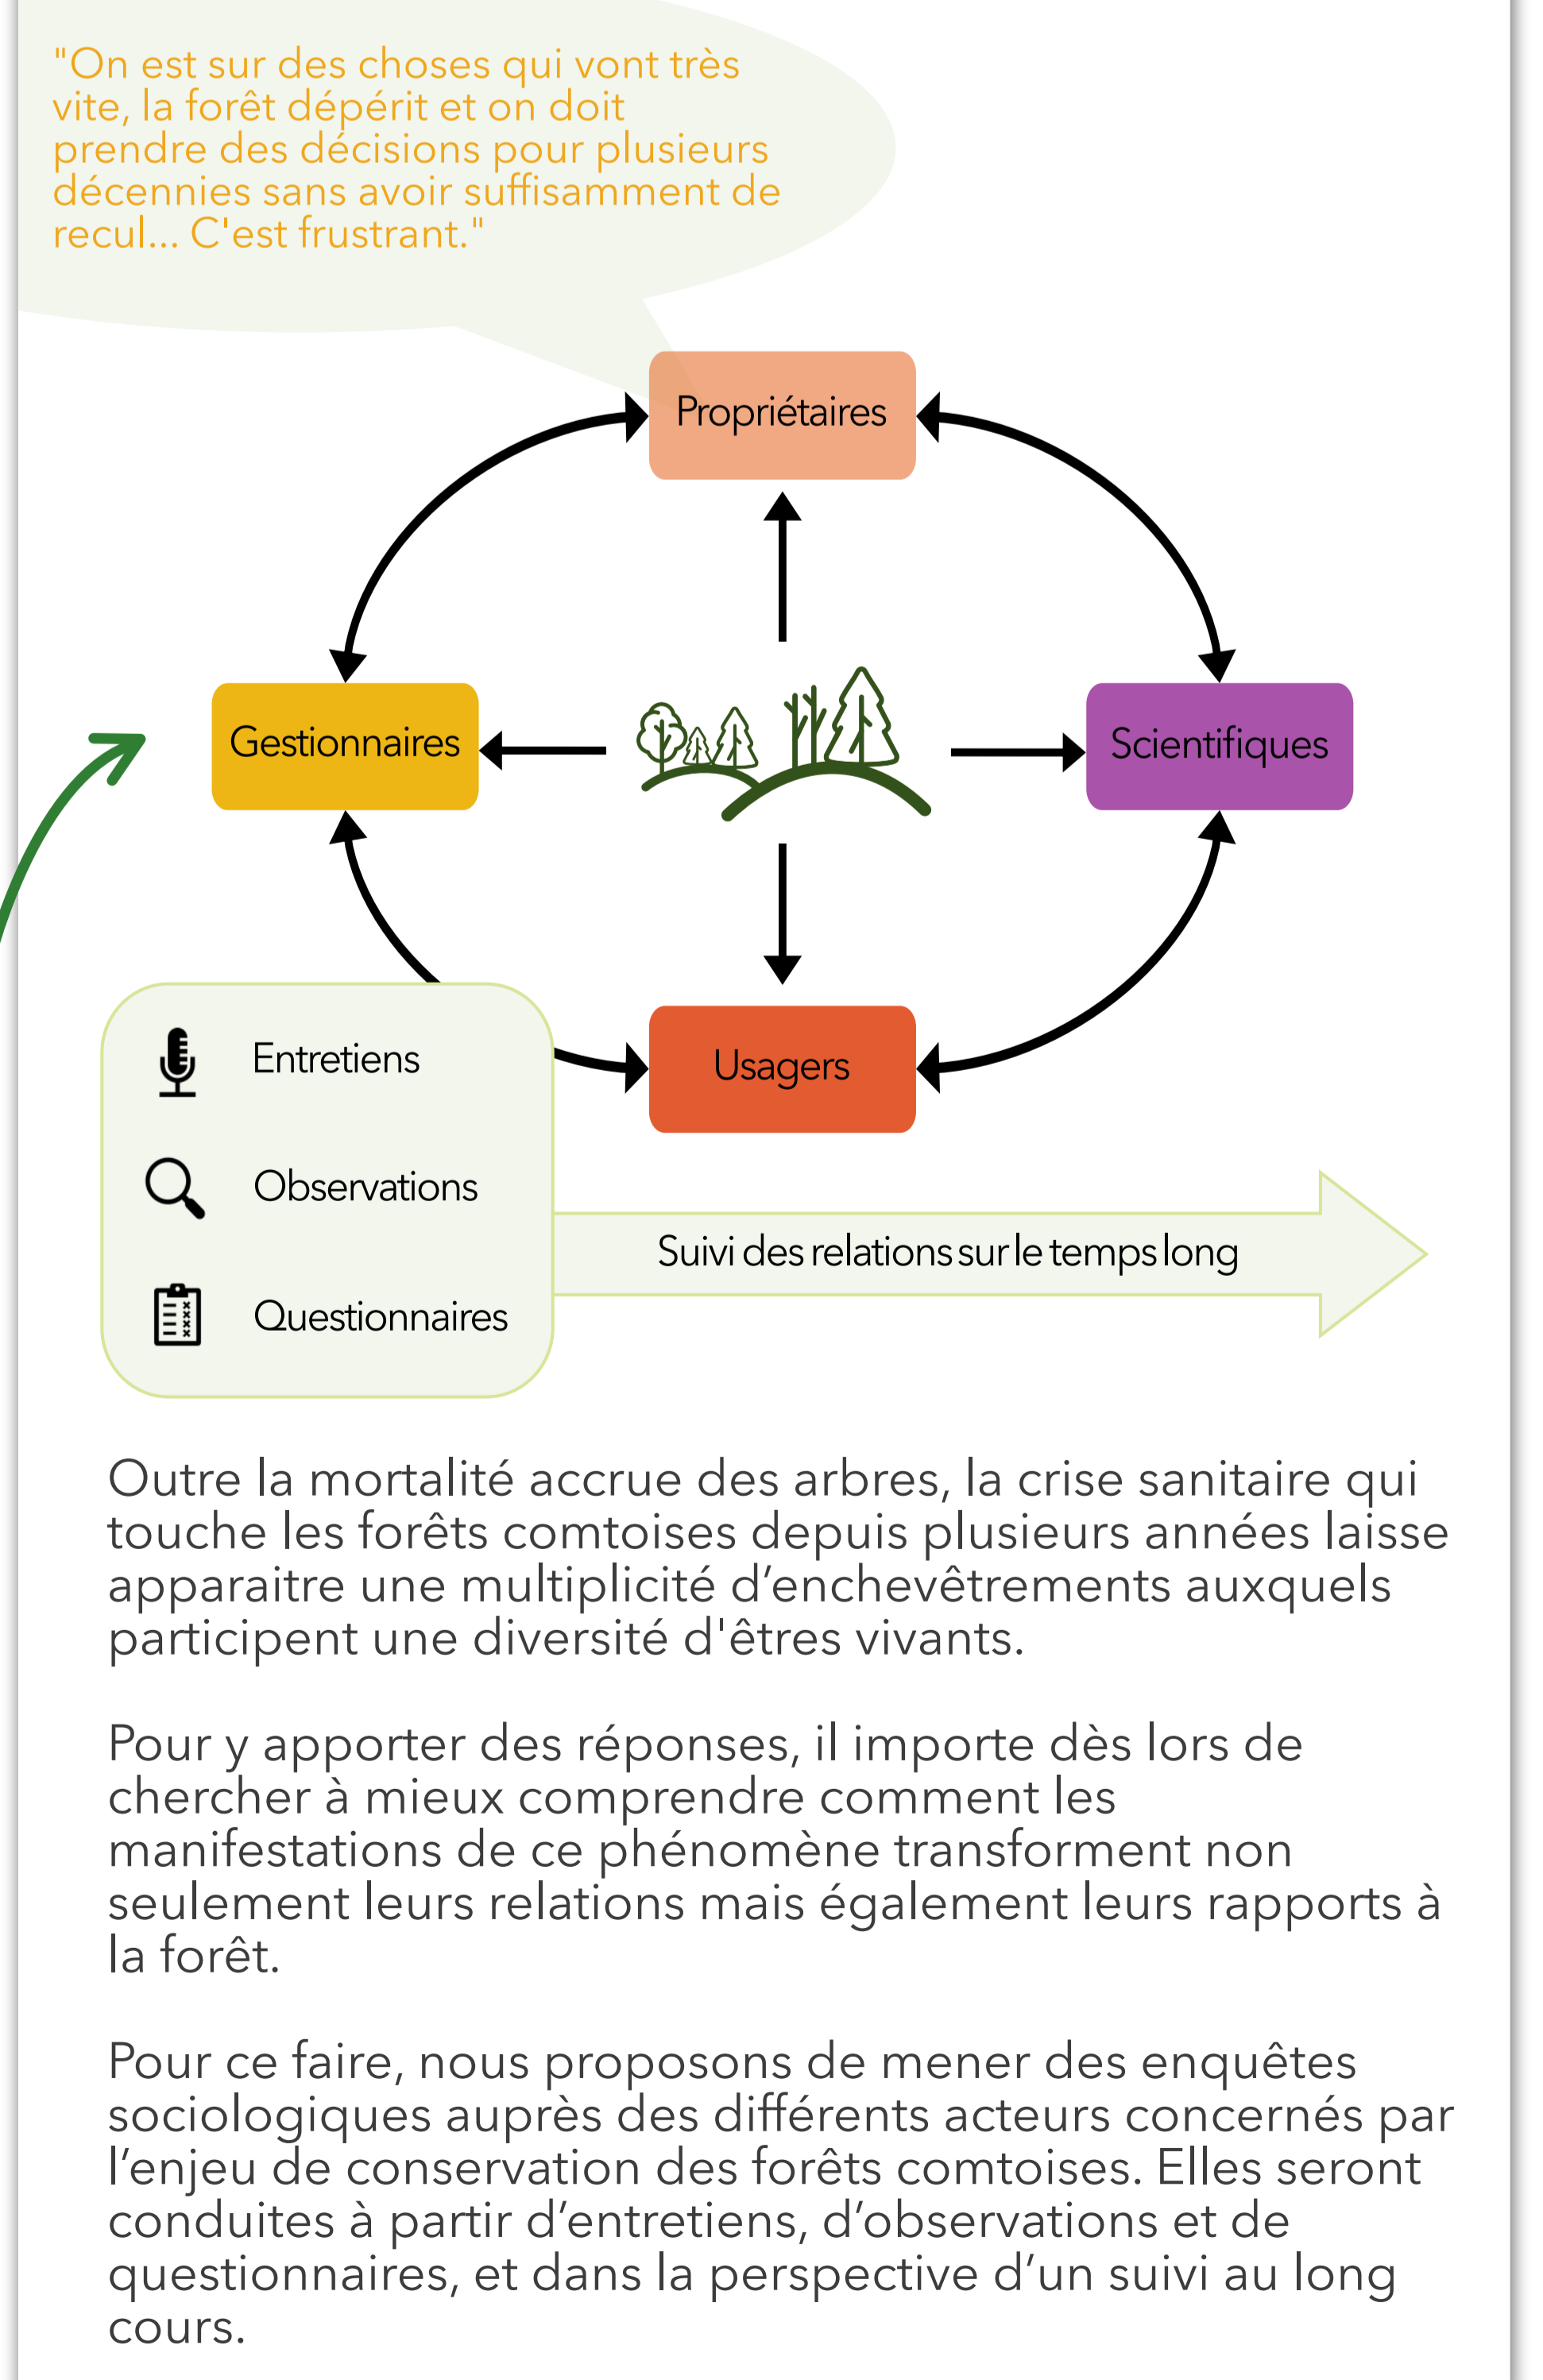 "On est sur des choses qui vont très
vite, la forêt dépérit et on doit
prendre des décisions pour plusieurs
décennies sans avoir suffisamment de
recul... C'est frustrant."
Propriétaires
Gestionnaires
Scientifiques
Usagers
Entretiens
Observations
Questionnaires
Suivi des relations sur le temps long
Outre la mortalité accrue des arbres, la crise sanitaire qui
touche les forêts comtoises depuis plusieurs années laisse
apparaitre une multiplicité d’enchevêtrements auxquels
participent une diversité d'êtres vivants.
Pour y apporter des réponses, il importe dès lors de
chercher à mieux comprendre comment les
manifestations de ce phénomène transforment non
seulement leurs relations mais également leurs rapports à
la forêt.
Pour ce faire, nous proposons de mener des enquêtes
sociologiques auprès des différents acteurs concernés par
l’enjeu de conservation des forêts comtoises. Elles seront
conduites à partir d’entretiens, d’observations et de
questionnaires, et dans la perspective d’un suivi au long
cours.